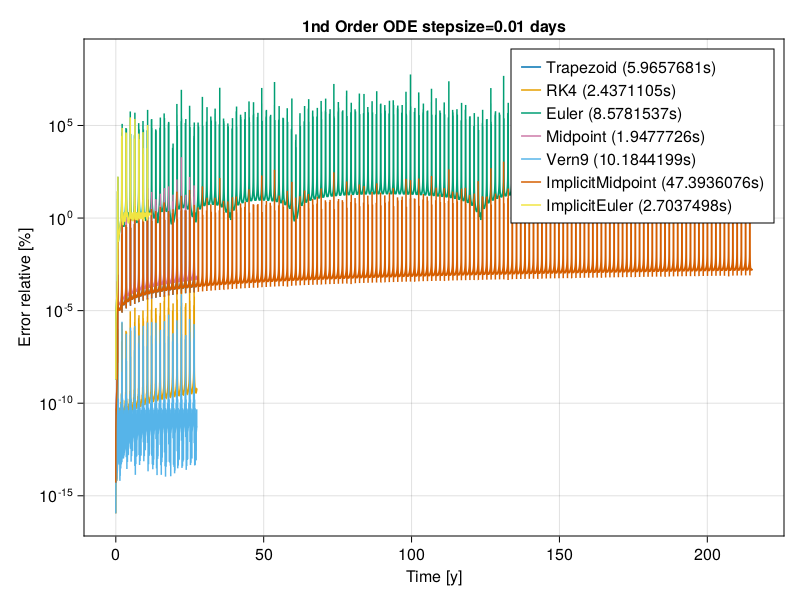 1nd Order ODE stepsize=0.01 days
Trapezoid (5.9657681s)
RK4 (2.4371105s)
Euler (8.5781537s)
Midpoint (1.9477726s)
Vern9 (10.1844199s)
ImplicitMidpoint (47.3936076s)
ImplicitEuler (2.7037498s)
Error relative [%]
10^5
10^0
10^-5
10^-10
10^-15
0 50 100 150 200
Time [y]